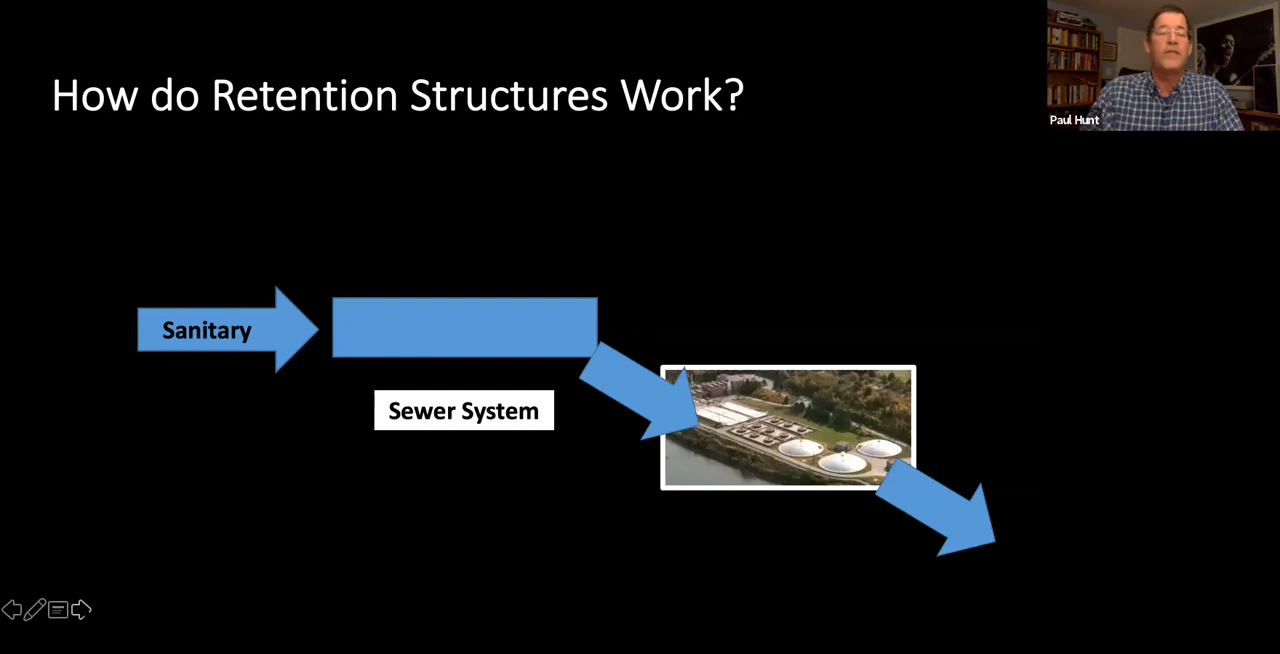 How do Retention Structures Work?
Paul Hunt
Sanitary
Sewer System